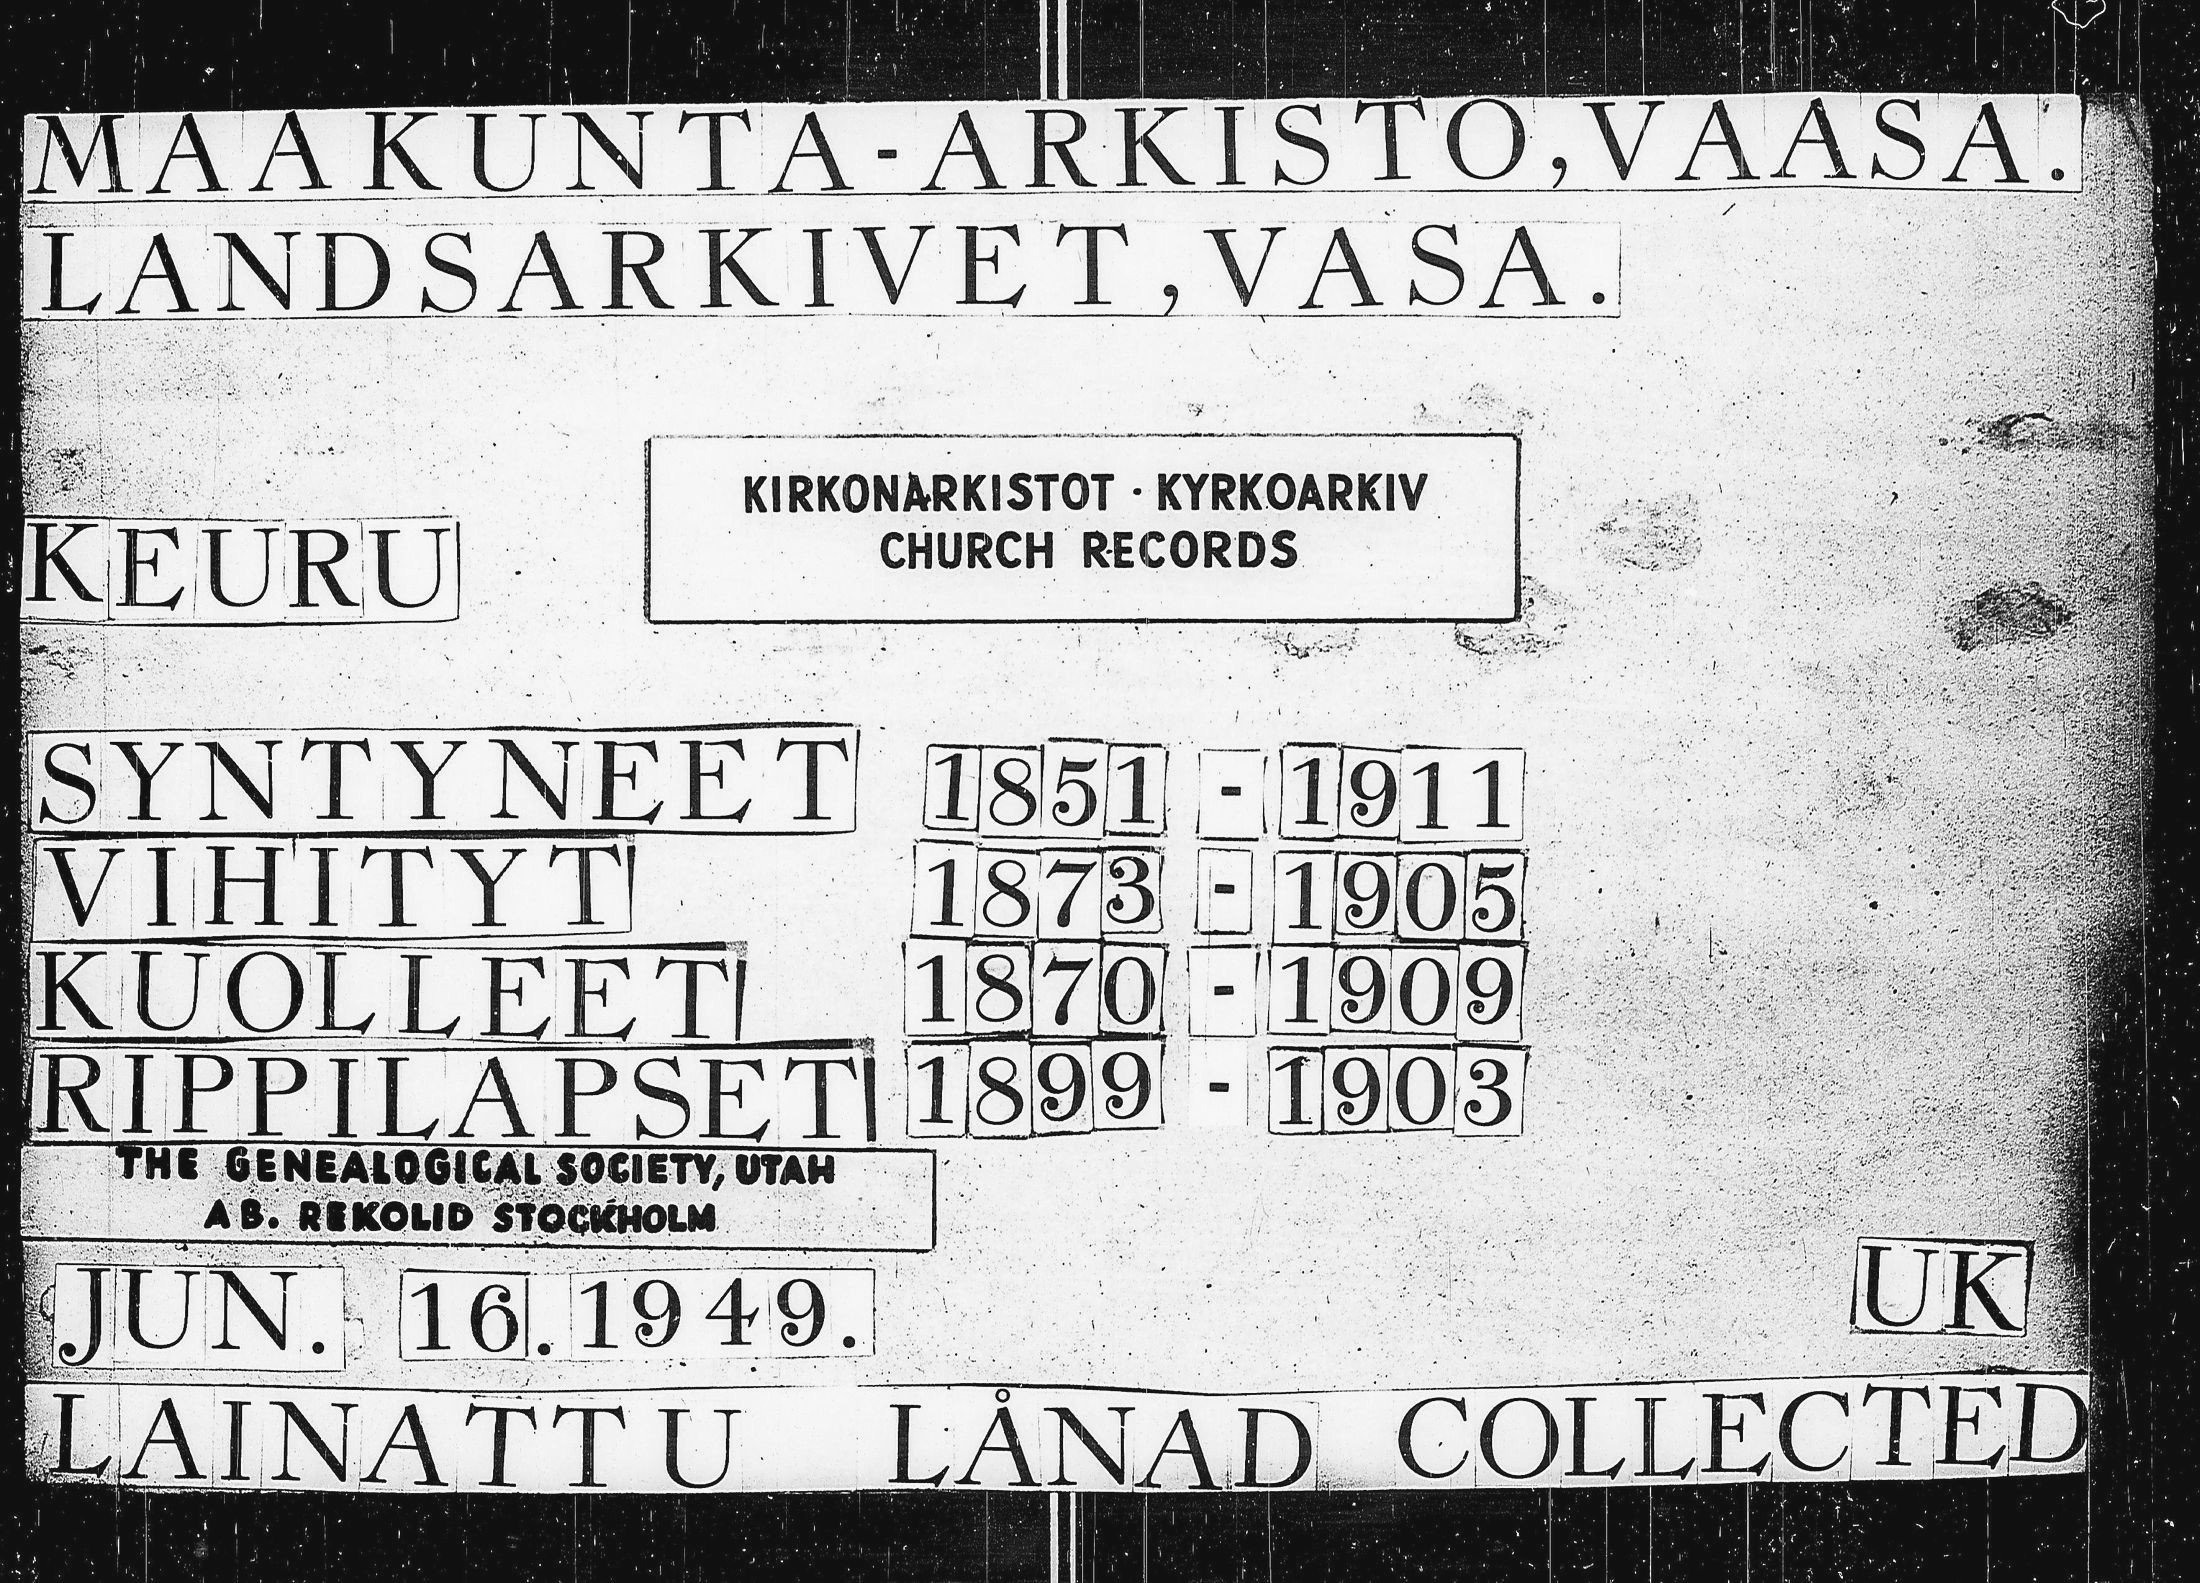 MAAKUNTA-ARKISTO, VAASA.
LANDSARKIVET, VASA.
KIRKONARKISTOT · KYRKOARKIV
CHURCH RECORDS
KEURU
SYNTYNEET 1851 - 1911
VIHITYT 1873 - 1905
KUOLLEET 1870 - 1909
RIPPILAPSET 1899 - 1903
THE GENEALOGICAL SOCIETY, UTAH
AB. REKOLID STOCKHOLM
JUN. 16. 1949.
UK
LAINATTU LÅNAD COLLECTED